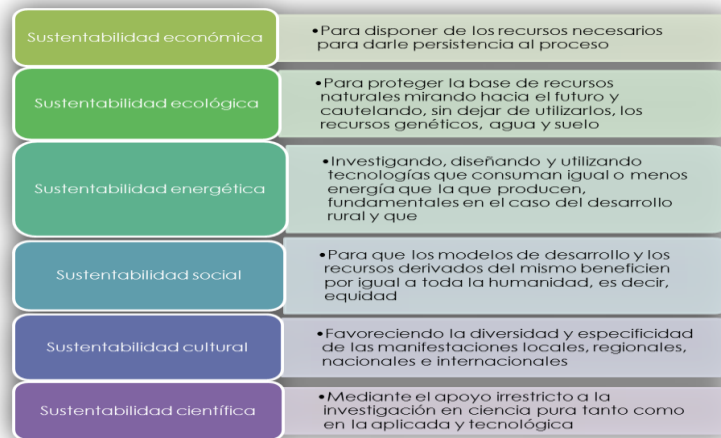 Sustentabilidad económica
•Para disponer de los recursos necesarios
para darle persistencia al proceso
Sustentabilidad ecológica
•Para proteger la base de recursos
naturales mirando hacia el futuro y
cautelando, sin dejar de utilizarlos, los
recursos genéticos, agua y suelo
Sustentabilidad energética
•Investigando, diseñando y utilizando
tecnologías que consuman igual o menos
energía que la que producen,
fundamentales en el caso del desarrollo
rural y que
Sustentabilidad social
•Para que los modelos de desarrollo y los
recursos derivados del mismo beneficien
por igual a toda la humanidad, es decir,
equidad
Sustentabilidad cultural
•Favoreciendo la diversidad y especificidad
de las manifestaciones locales, regionales,
nacionales e internacionales
Sustentabilidad científica
•Mediante el apoyo irrestricto a la
investigación en ciencia pura tanto como
en la aplicada y tecnológica